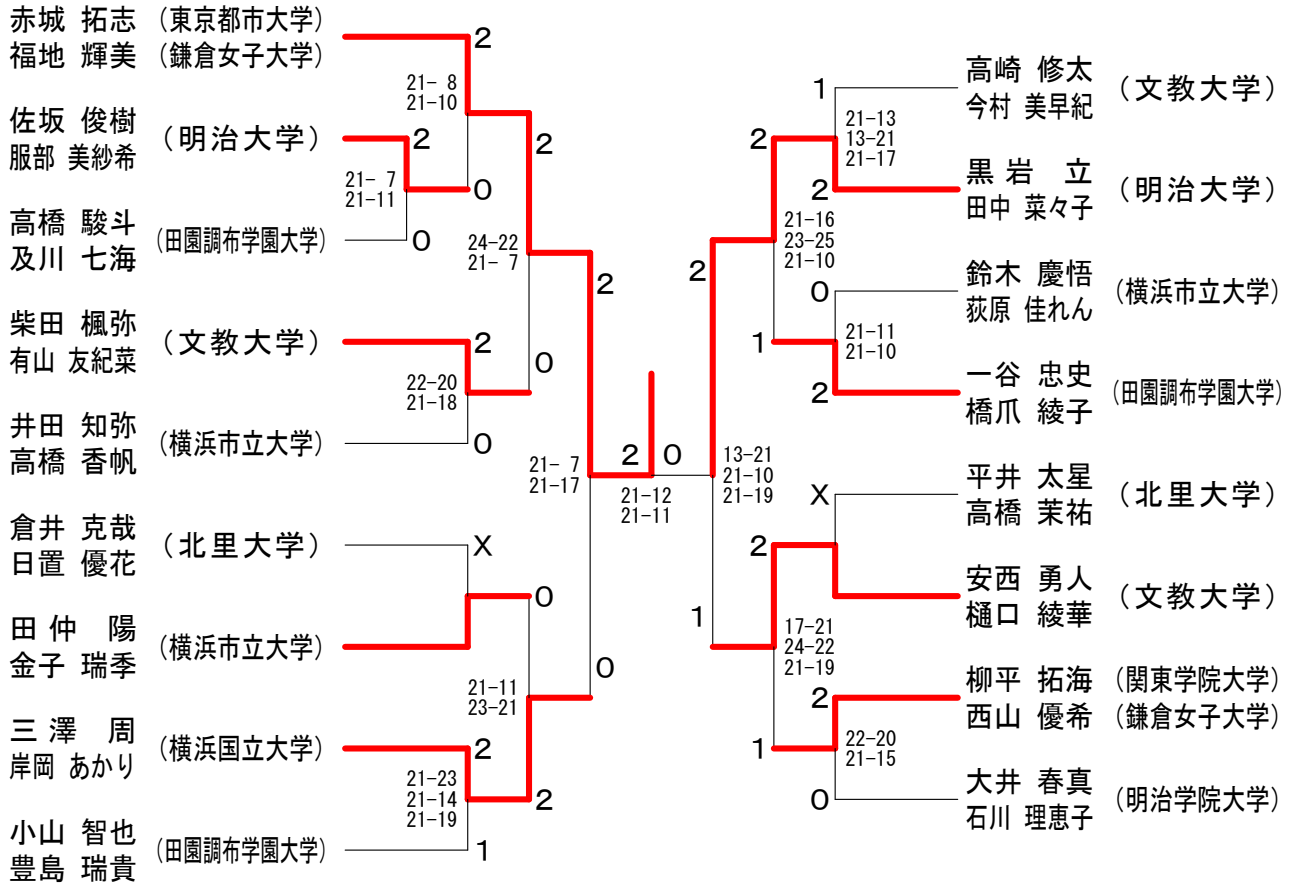 赤城 拓志 (東京都市大学)
福地 輝美 (鎌倉女子大学)
2
21- 8
21-10
佐坂 俊樹
服部 美紗希
(明治大学)
2
21- 7
21-11
0
高橋 駿斗
及川 七海
(田園調布学園大学)
0
2
24-22
21- 7
柴田 楓弥
有山 友紀菜
(文教大学)
2
22-20
21-18
0
井田 知弥
高橋 香帆
(横浜市立大学)
0
2
21- 7
21-17
倉井 克哉
日置 優花
(北里大学)
X
0
田仲 陽
金子 瑞季
(横浜市立大学)
21-11
23-21
0
三澤 周
岸岡 あかり
(横浜国立大学)
2
21-23
21-14
21-19
2
小山 智也
豊島 瑞貴
(田園調布学園大学)
1
2 0
21-12
21-11
1
高崎 修太
今村 美早紀
(文教大学)
21-13
13-21
21-17
2
2
黒岩 立
田中 菜々子
(明治大学)
21-16
23-25
21-10
2
0
鈴木 慶悟
荻原 佳れん
(横浜市立大学)
21-11
21-10
1
2
一谷 忠史
橋爪 綾子
(田園調布学園大学)
13-21
21-10
21-19
X
平井 太星
高橋 茉祐
(北里大学)
2
安西 勇人
樋口 綾華
(文教大学)
1
17-21
24-22
21-19
2
柳平 拓海 (関東学院大学)
西山 優希 (鎌倉女子大学)
1
22-20
21-15
0
大井 春真
石川 理恵子
(明治学院大学)